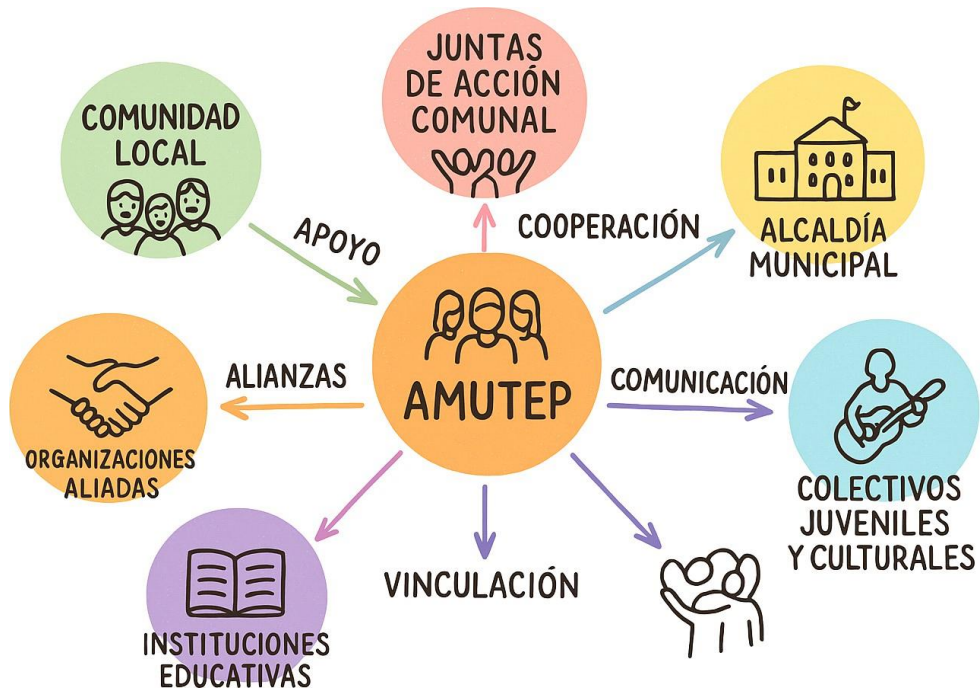 JUNTAS
DE ACCIÓN
COMUNAL
COMUNIDAD
LOCAL
APOYO
COOPERACIÓN
ALCALDÍA
MUNICIPAL
AMUTEP
ALIANZAS
COMUNICACIÓN
ORGANIZACIONES
ALIADAS
COLECTIVOS
JUVENILES
Y CULTURALES
VINCULACIÓN
INSTITUCIONES
EDUCATIVAS